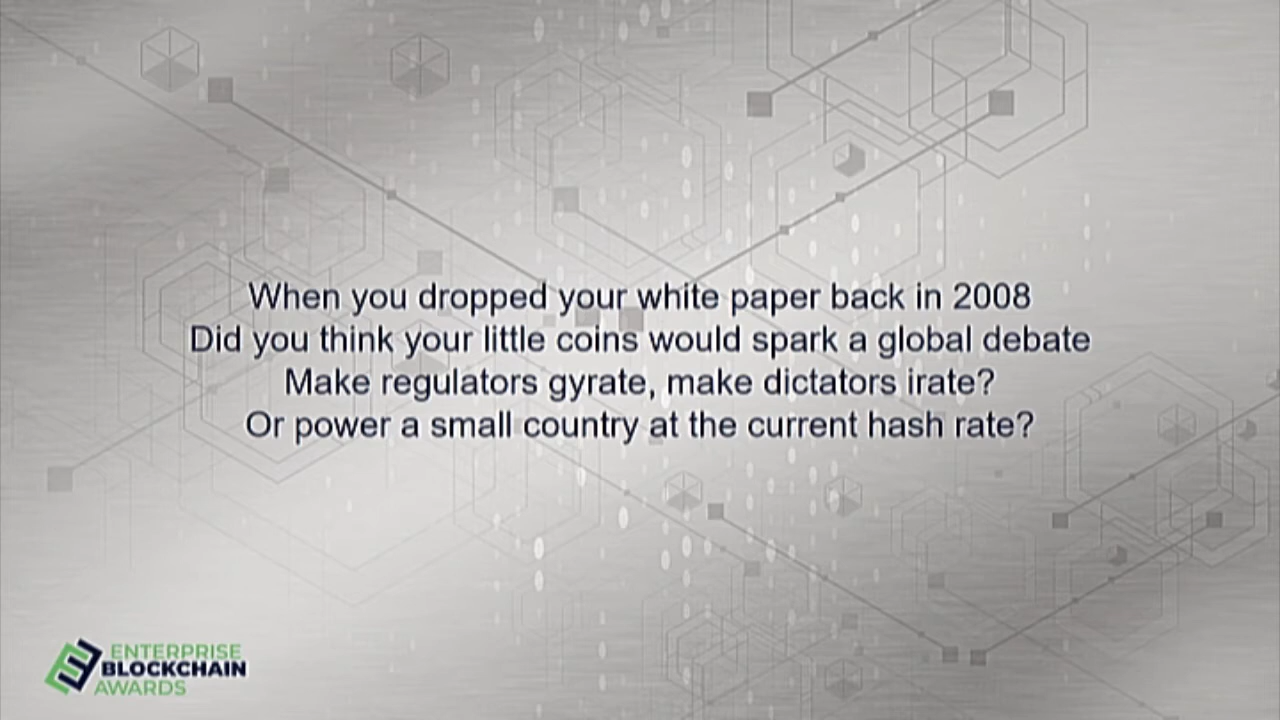 When you dropped your white paper back in 2008
Did you think your little coins would spark a global debate
Make regulators gyrate, make dictators irate?
Or power a small country at the current hash rate?
ENTERPRISE
BLOCKCHAIN
AWARDS